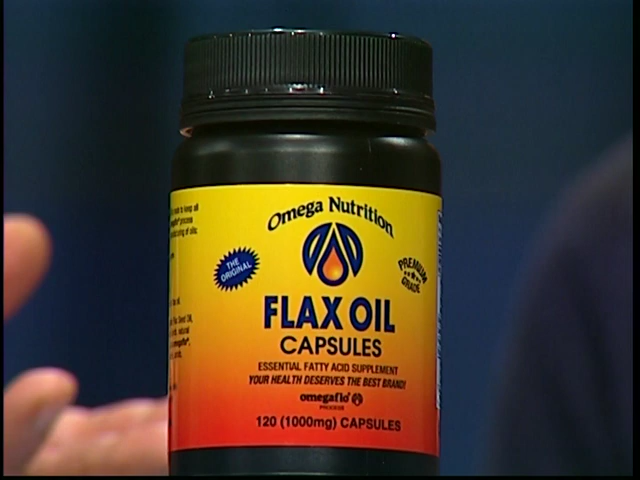 Omega Nutrition
THE
ORIGINAL
PREMIUM
GRADE
FLAX OIL
CAPSULES
ESSENTIAL FATTY ACID SUPPLEMENT
YOUR HEALTH DESERVES THE BEST BRAND!
omegaflo
PROCESS
120 (1000mg) CAPSULES